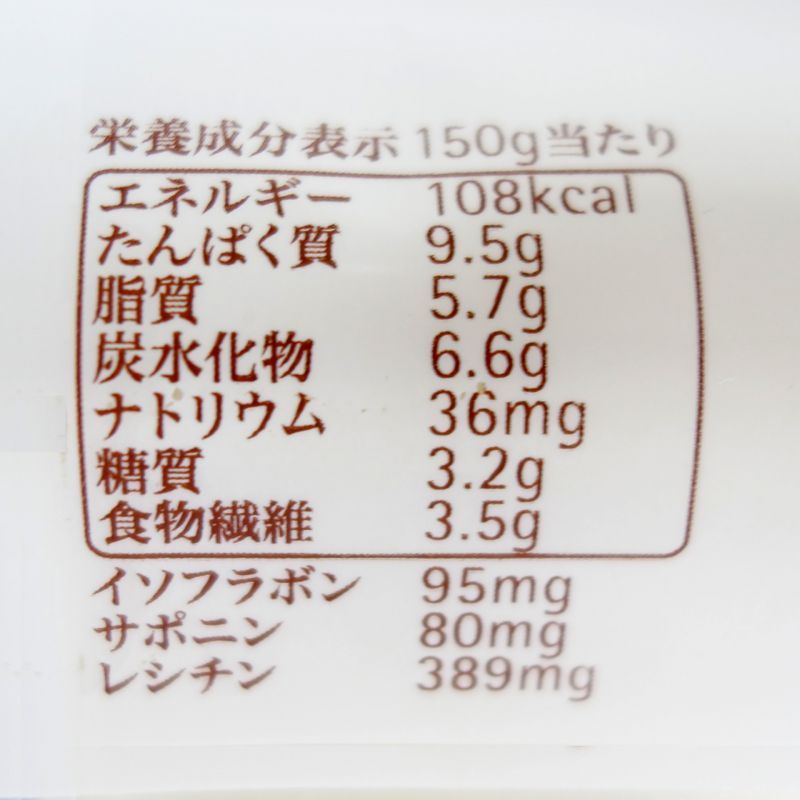 栄養成分表示 150g当たり
エネルギー 108kcal
たんぱく質 9.5g
脂質 5.7g
炭水化物 6.6g
ナトリウム 36mg
糖質 3.2g
食物繊維 3.5g
イソフラボン 95mg
サポニン 80mg
レシチン 389mg